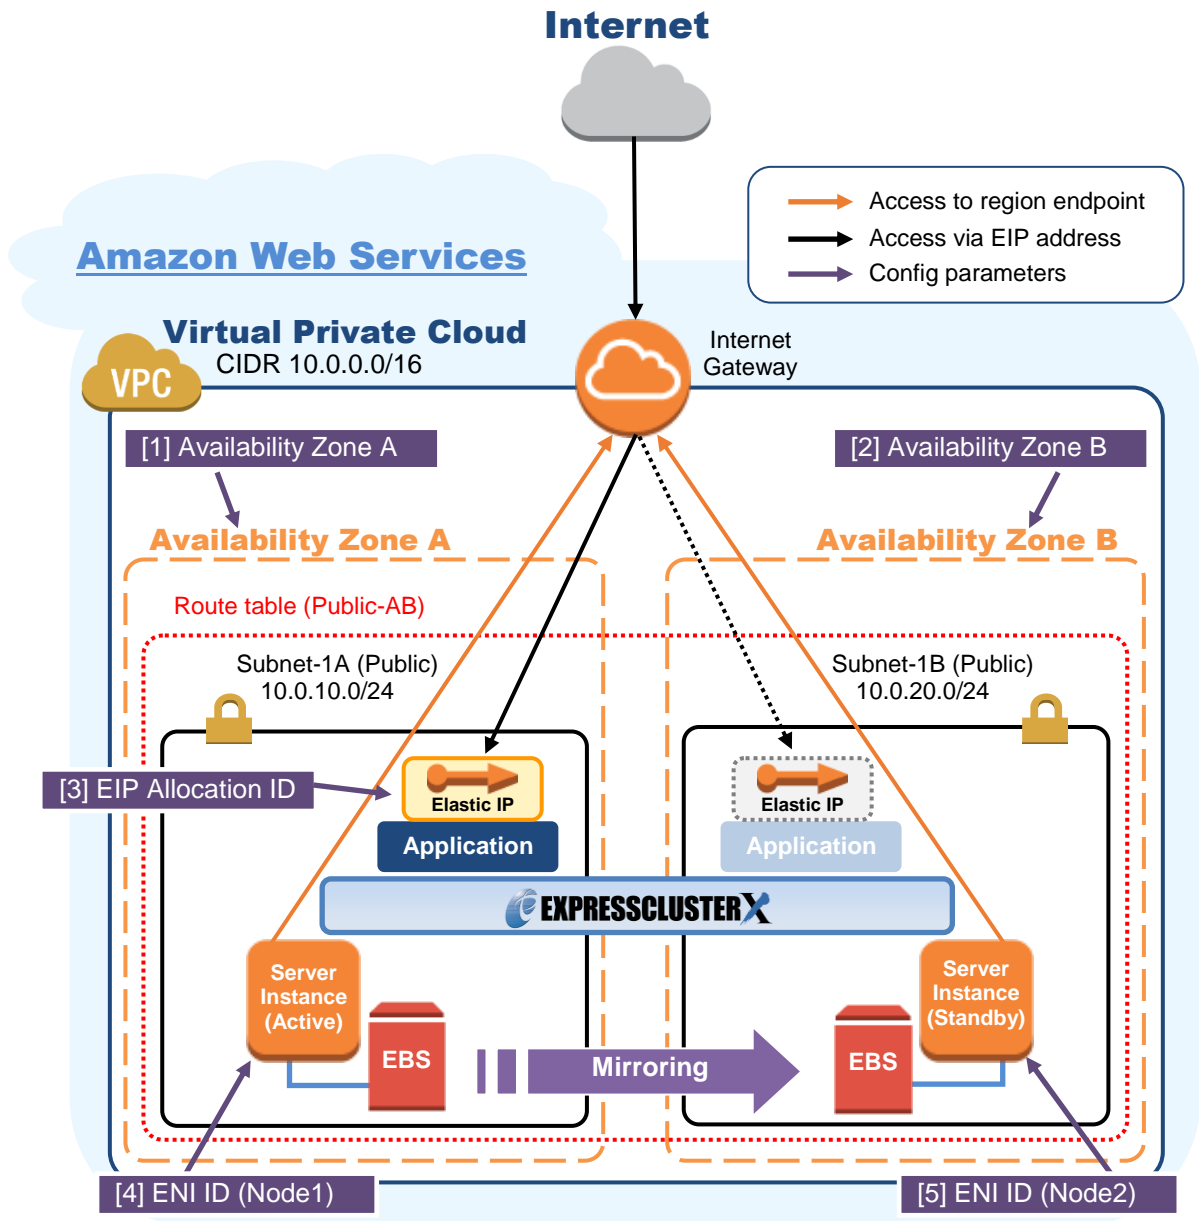 Internet
Access to region endpoint
Access via EIP address
Config parameters
Amazon Web Services
Virtual Private Cloud
CIDR 10.0.0.0/16
VPC
Internet
Gateway
[1] Availability Zone A
[2] Availability Zone B
Availability Zone A
Availability Zone B
Route table (Public-AB)
Subnet-1A (Public)
10.0.10.0/24
Subnet-1B (Public)
10.0.20.0/24
[3] EIP Allocation ID
Elastic IP
Elastic IP
Application
Application
EXPRESSCLUSTER X
Server
Instance
(Active)
Server
Instance
(Standby)
EBS
Mirroring
EBS
[4] ENI ID (Node1)
[5] ENI ID (Node2)